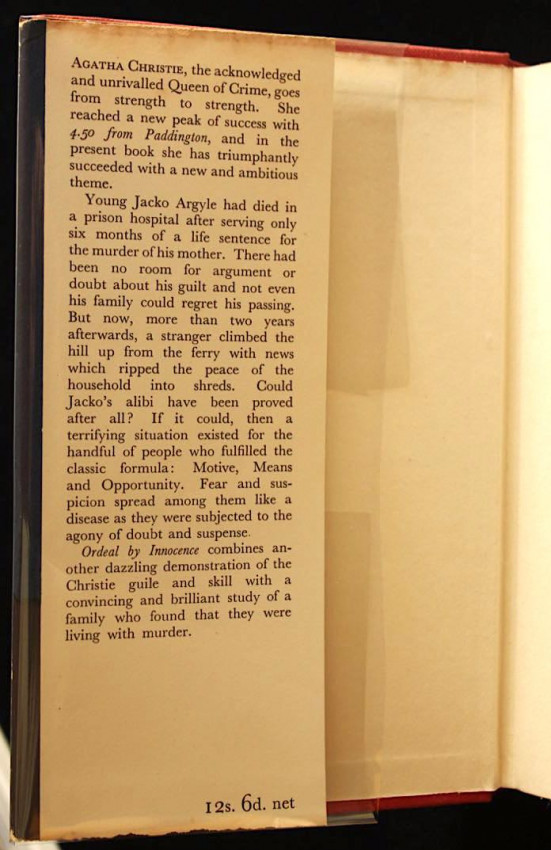 AGATHA CHRISTIE, the acknowledged
and unrivalled Queen of Crime, goes
from strength to strength. She
reached a new peak of success with
4.50 from Paddington, and in the
present book she has triumphantly
succeeded with a new and ambitious
theme.
Young Jacko Argyle had died in
a prison hospital after serving only
six months of a life sentence for
the murder of his mother. There had
been no room for argument or
doubt about his guilt and not even
his family could regret his passing.
But now, more than two years
afterwards, a stranger climbed the
hill up from the ferry with news
which ripped the peace of the
household into shreds. Could
Jacko's alibi have been proved
after all? If it could, then a
terrifying situation existed for the
handful of people who fulfilled the
classic formula: Motive, Means
and Opportunity. Fear and sus-
picion spread among them like a
disease as they were subjected to the
agony of doubt and suspense.
Ordeal by Innocence combines an-
other dazzling demonstration of the
Christie guile and skill with a
convincing and brilliant study of a
family who found that they were
living with murder.
12s. 6d. net